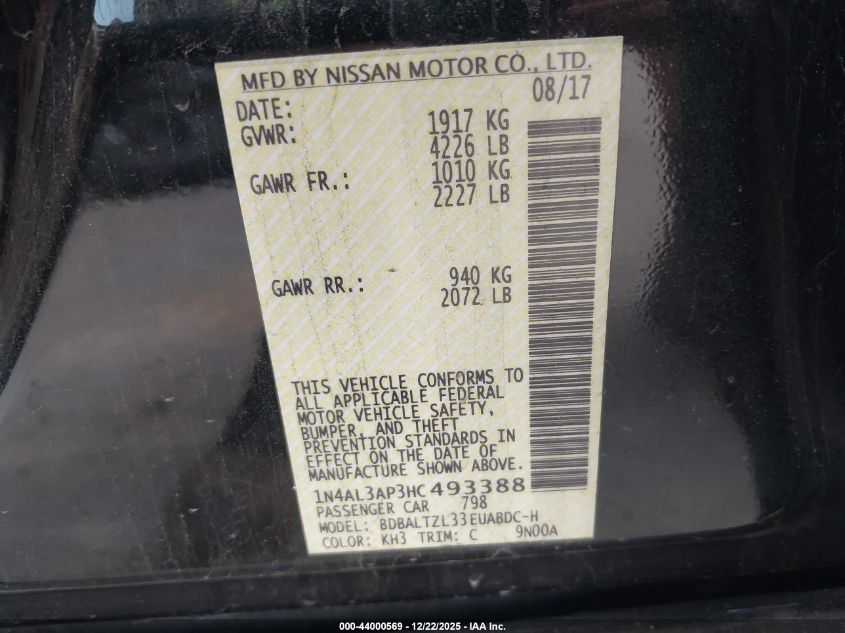 MFD BY NISSAN MOTOR CO., LTD.
DATE: 08/17
GVWR: 1917 KG
4226 LB
GAWR FR.: 1010 KG
2227 LB
GAWR RR.: 940 KG
2072 LB
THIS VEHICLE CONFORMS TO
ALL APPLICABLE FEDERAL
MOTOR VEHICLE SAFETY,
BUMPER, AND THEFT
PREVENTION STANDARDS IN
EFFECT ON THE DATE OF
MANUFACTURE SHOWN ABOVE.
1N4AL3AP3HC493388
PASSENGER CAR 798
MODEL: BDBALTZL33EUABDC-H
COLOR: KH3 TRIM: C 9N00A
000-44000569 - 12/22/2025 - IAA Inc.